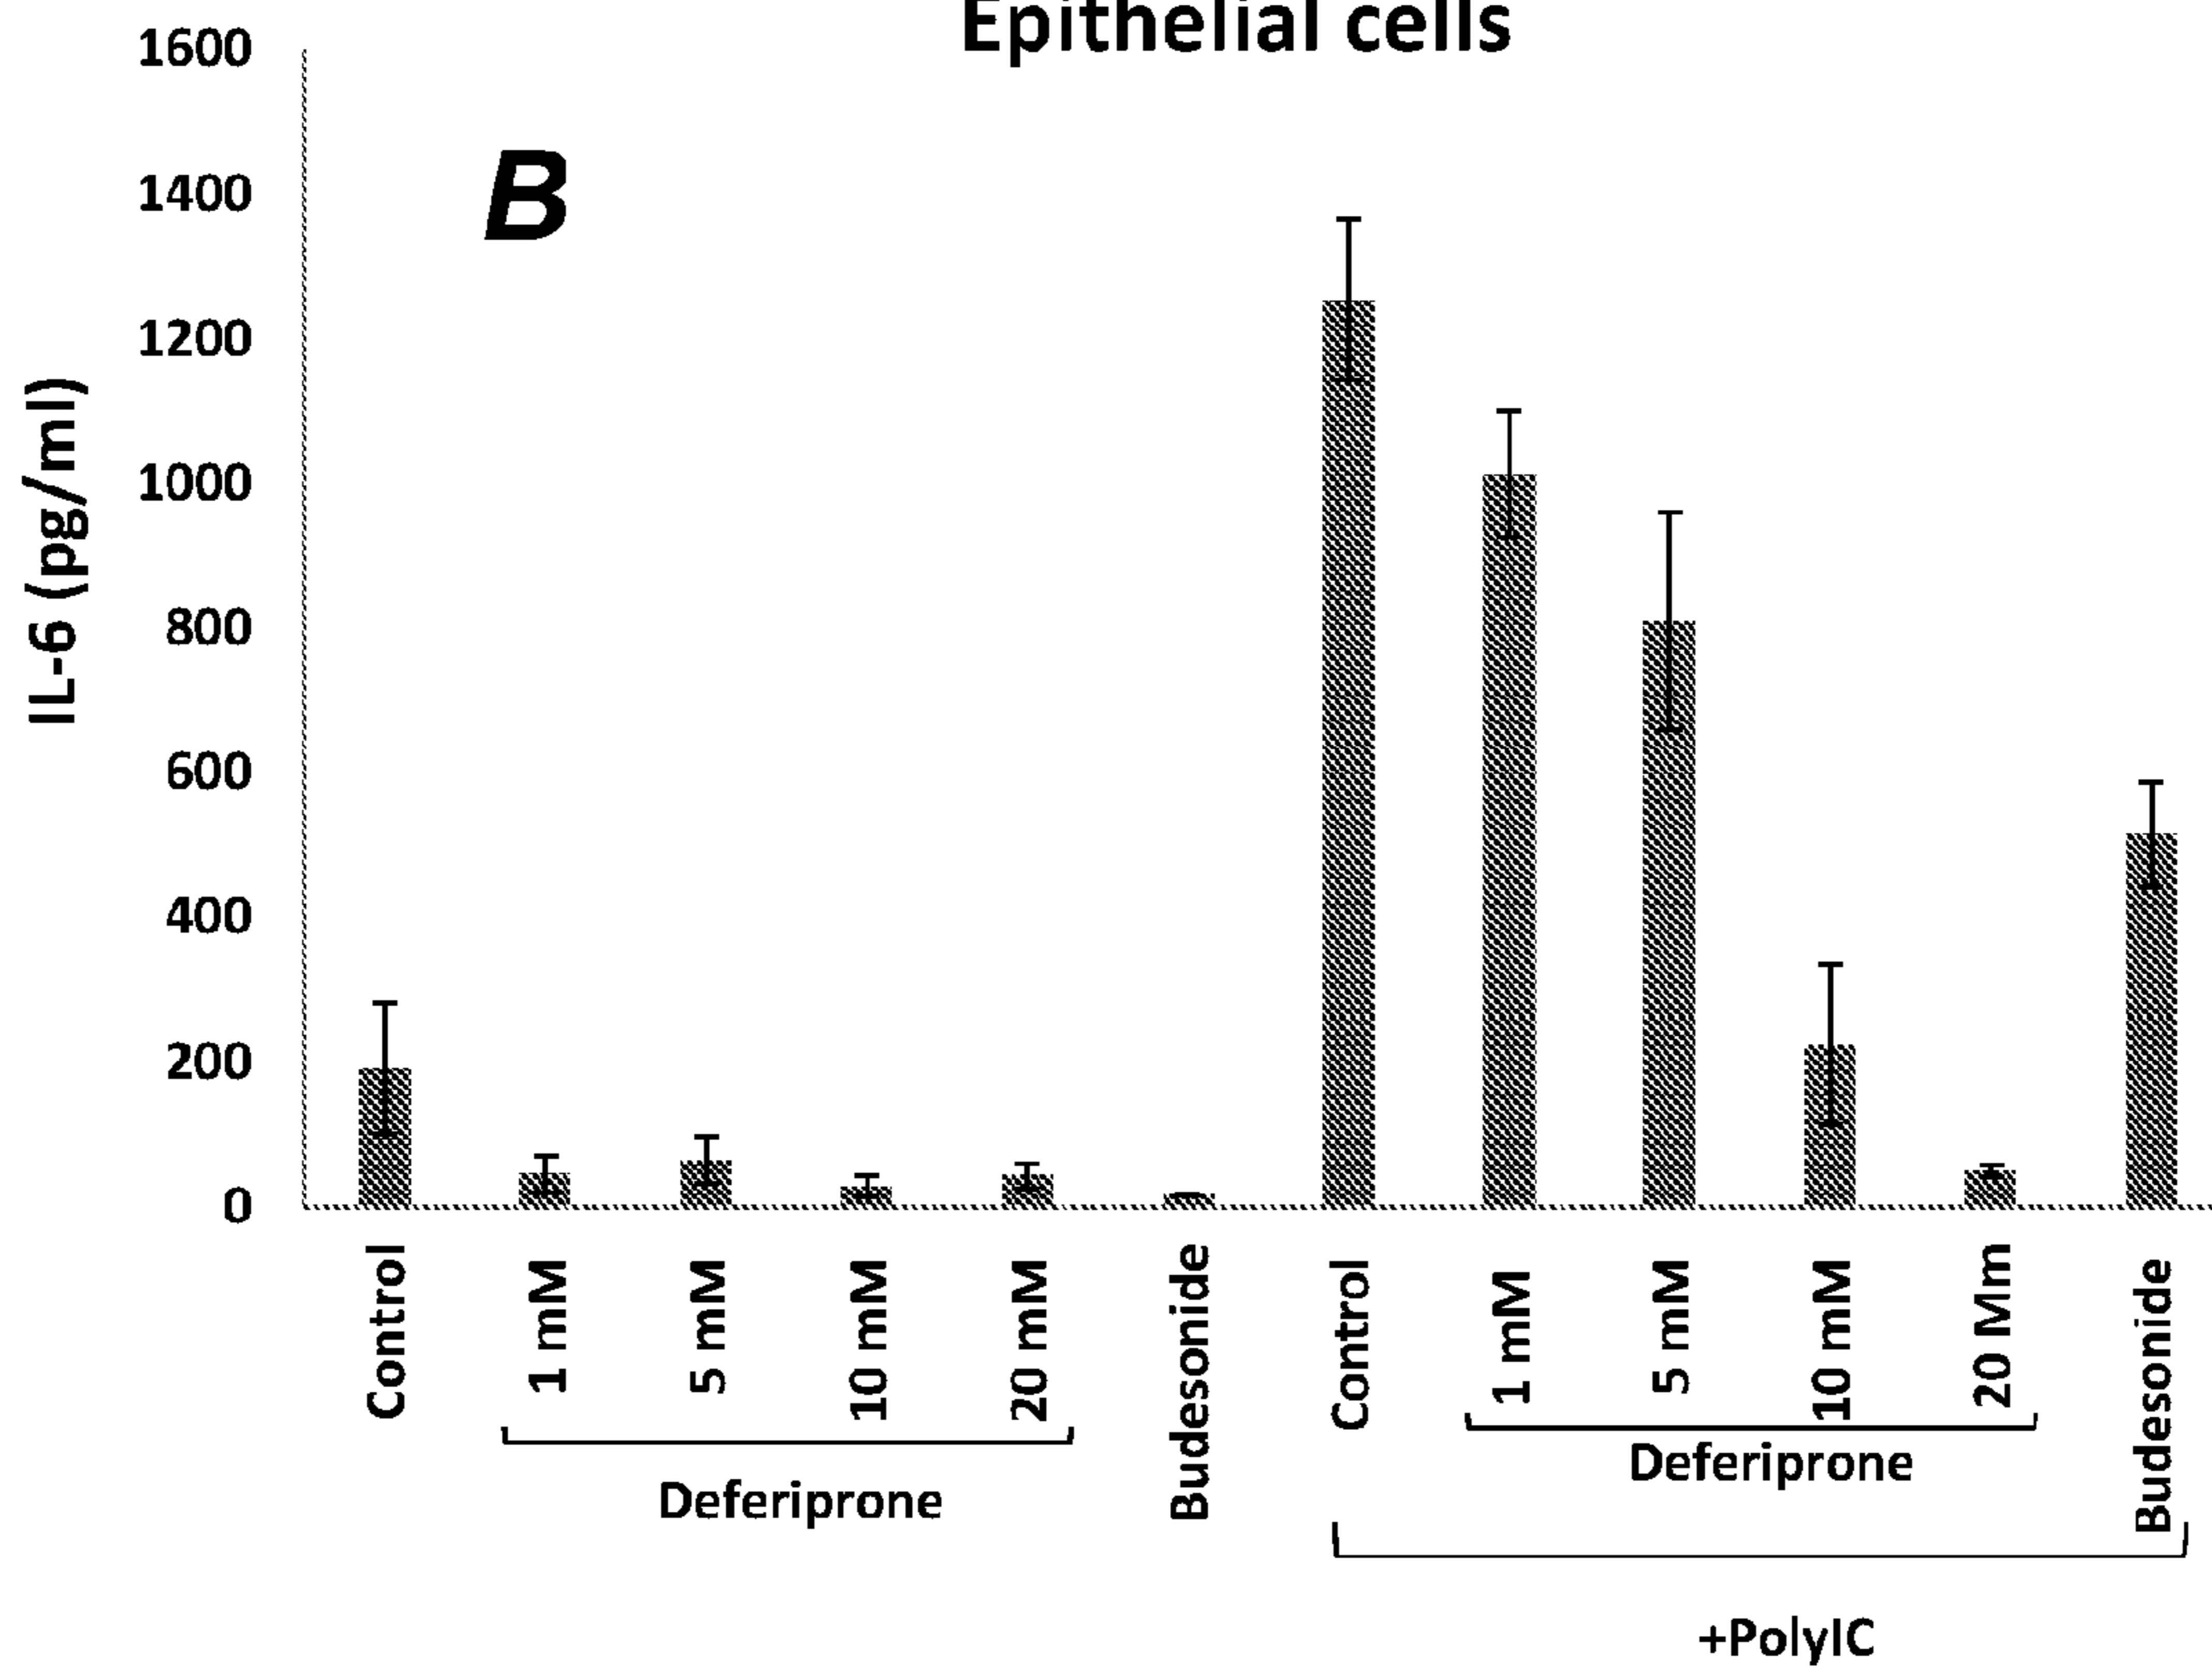 Epithelial cells
B
IL-6 (pg/ml)
1600
1400
1200
1000
800
600
400
200
0
Control
1 mM
5 mM
10 mM
20 mM
Budesonide
Control
1 mM
5 mM
10 mM
20 Mm
Budesonide
Deferiprone
Deferiprone
+PolyIC